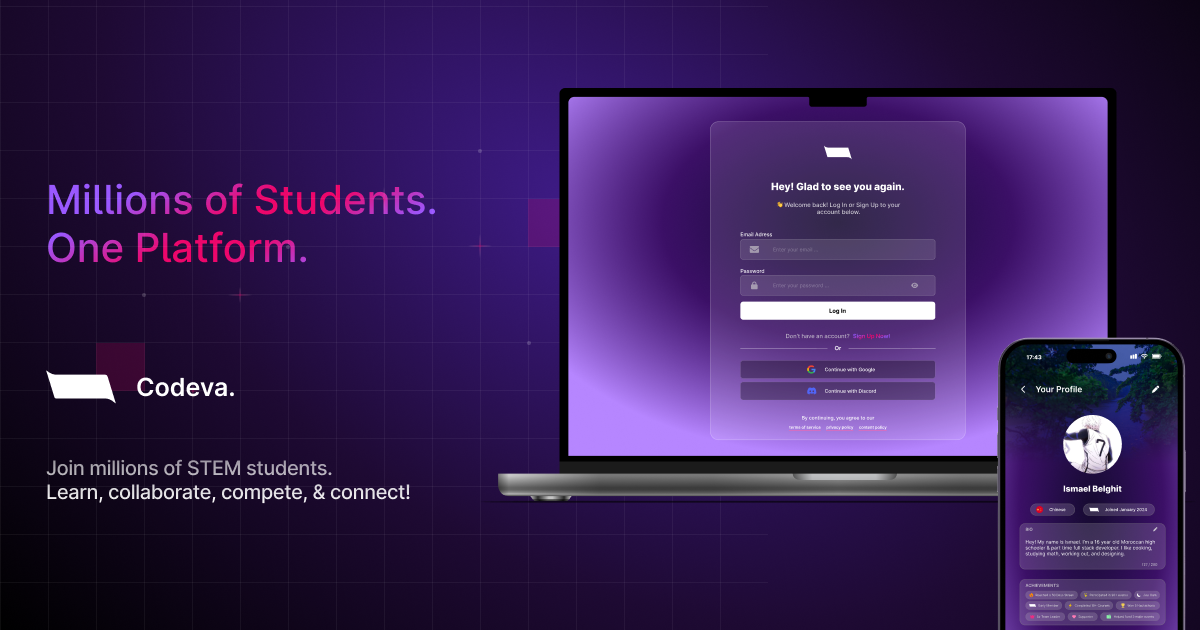 Millions of Students.
One Platform.
Codeva.
Join millions of STEM students.
Learn, collaborate, compete, & connect!
Hey! Glad to see you again.
👋 Welcome back! Log In or Sign Up to your
account below.
Email Adress
Enter your email ...
Password
Enter your password ...
Log In
Don't have an account? Sign Up Now!
Or
Continue with Google
Continue with Discord
By continuing, you agree to our
terms of service privacy policy content policy
17:43
Your Profile
7
Ismael Belghit
Chinese
Joined January 2024
BIO
Hey! My name is Ismael. I'm a 16 year old Moroccan high
schooler & part time full stack developer. I like cooking,
studying math, working out, and designing.
ACHIEVEMENTS